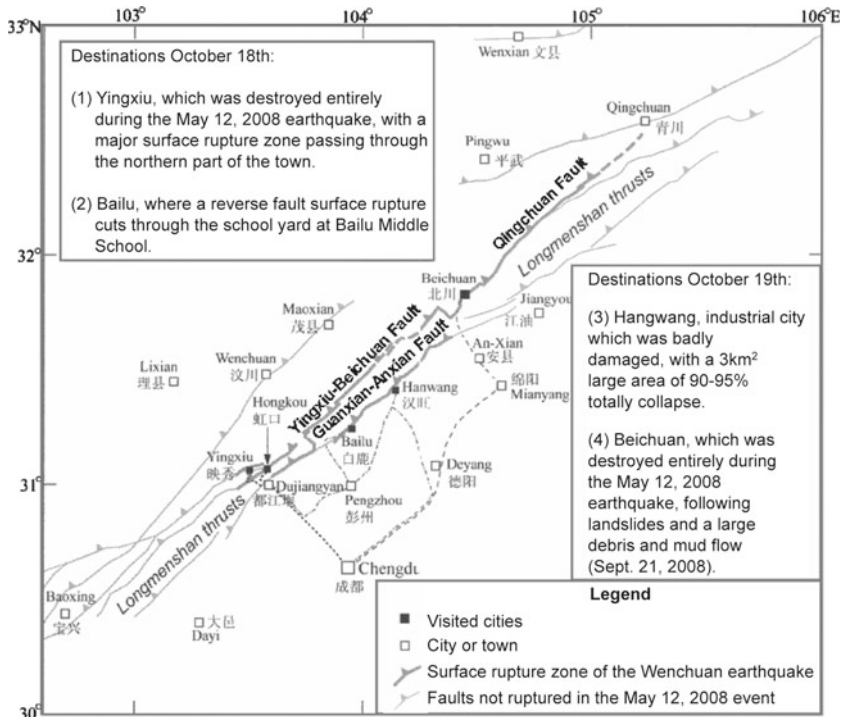 103°
104°
105°
106°E
33°N
32°
31°
30°
Destinations October 18th:
(1) Yingxiu, which was destroyed entirely
during the May 12, 2008 earthquake, with a
major surface rupture zone passing through
the northern part of the town.
(2) Bailu, where a reverse fault surface rupture
cuts through the school yard at Bailu Middle
School.
Wenxian 文县
Qingchuan
青川
Pingwu
平武
Qingchuan Fault
Longmenshan thrusts
Beichuan
北川
Maoxian
茂县
Jiangyou
江油
Lixian
理县
Wenchuan
汶川
An-Xian
安县
绵阳
Mianyang
Yingxiu-Beichuan Fault
Guanxian-Anxian Fault
Hongkou
虹口
Hanwang
汉旺
Bailu
白鹿
Yingxiu
映秀
Dujiangyan
都江堰
Pengzhou
彭州
Deyang
德阳
Longmenshan thrusts
Chengdu
成都
Baoxing
宝兴
大邑
Dayi
Destinations October 19th:
(3) Hangwang, industrial city
which was badly
damaged, with a 3km²
large area of 90-95%
totally collapse.
(4) Beichuan, which was
destroyed entirely during
the May 12, 2008
earthquake, following
landslides and a large
debris and mud flow
(Sept. 21, 2008).
Legend
Visited cities
City or town
Surface rupture zone of the Wenchuan earthquake
Faults not ruptured in the May 12, 2008 event